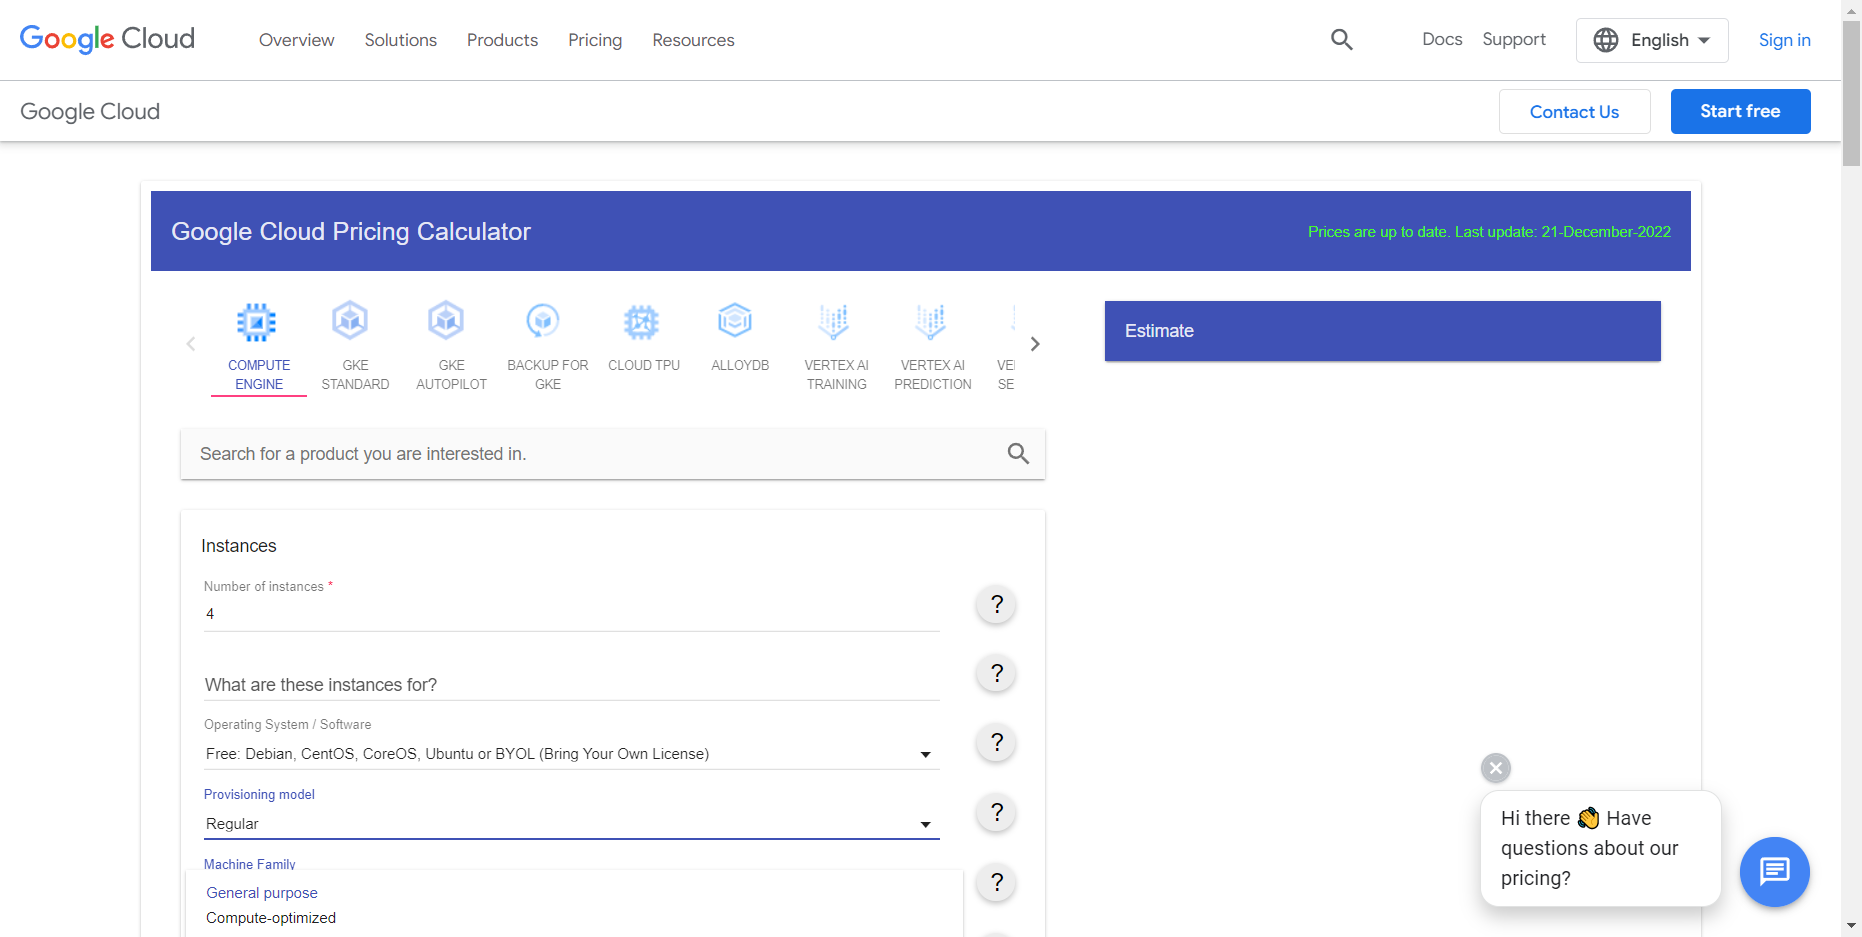 Google Cloud
Overview Solutions Products Pricing Resources
Docs Support English Sign in
Google Cloud
Contact Us Start free
Google Cloud Pricing Calculator
Prices are up to date. Last update: 21-December-2022
COMPUTE ENGINE
GKE STANDARD
GKE AUTOPILOT
BACKUP FOR GKE
CLOUD TPU
ALLOYDB
VERTEX AI TRAINING
VERTEX AI PREDICTION
VE
SE
Estimate
Search for a product you are interested in.
Instances
Number of instances *
4
?
What are these instances for?
?
Operating System / Software
Free: Debian, CentOS, CoreOS, Ubuntu or BYOL (Bring Your Own License)
?
Provisioning model
Regular
?
Machine Family
General purpose
Compute-optimized
?
Hi there 👋 Have
questions about our
pricing?